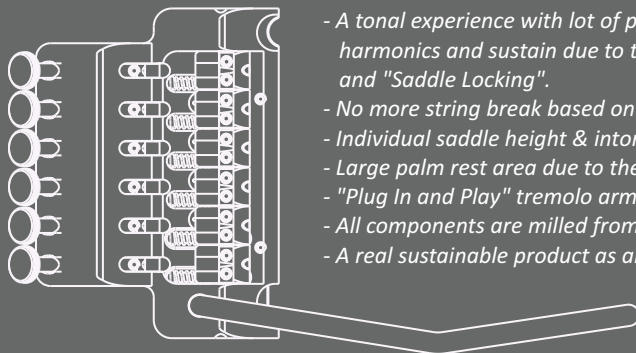 - A tonal experience with lot of
harmonics and sustain due to
and "Saddle Locking".
- No more string break based on
- Individual saddle height &
- Large palm rest area due to the
- "Plug In and Play" tremolo arm
- All components are milled from
- A real sustainable product as